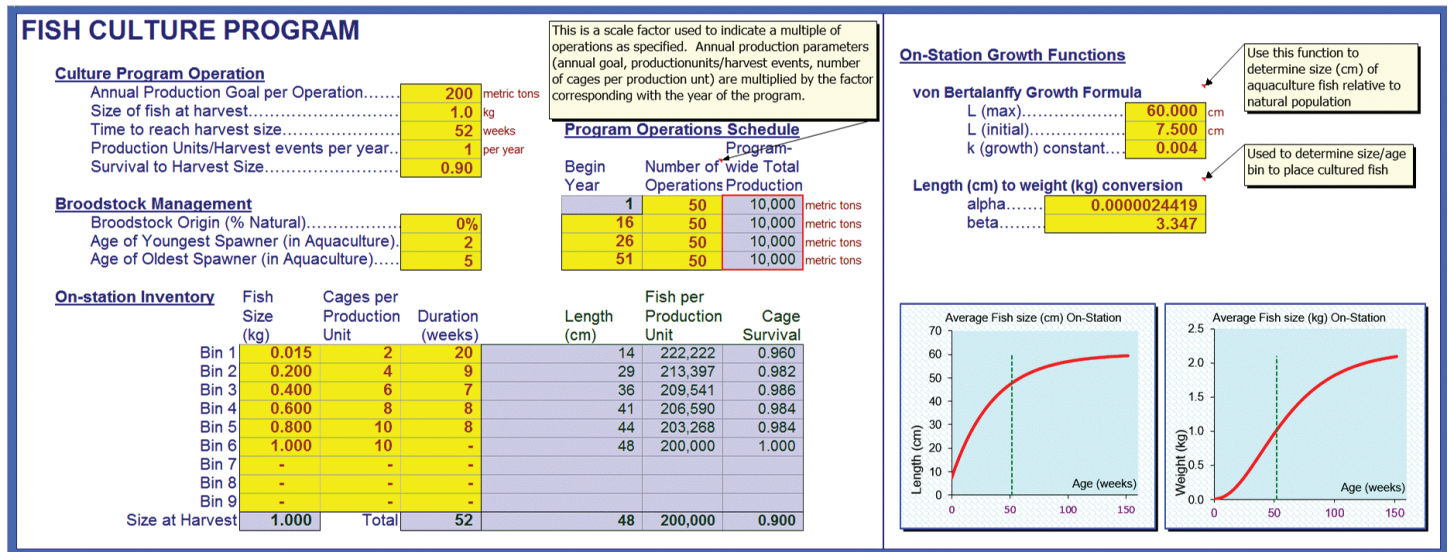 FISH CULTURE PROGRAM
This is a scale factor used to indicate a multiple of
operations as specified. Annual production parameters
(annual goal, productionunits/harvest events, number
of cages per production unt) are multiplied by the factor
corresponding with the year of the program.
Culture Program Operation
Annual Production Goal per Operation...... 200 metric tons
Size of fish at harvest............................ 1.0 kg
Time to reach harvest size...................... 52 weeks
Production Units/Harvest events per year.. 1 per year
Survival to Harvest Size......................... 0.90
Broodstock Management
Broodstock Origin (% Natural).................. 0%
Age of Youngest Spawner (in Aquaculture). 2
Age of Oldest Spawner (in Aquaculture)..... 5
Program Operations Schedule
Begin Year Number of Operations Program-wide Total Production
1 50 10,000 metric tons
16 50 10,000 metric tons
26 50 10,000 metric tons
51 50 10,000 metric tons
On-station Inventory Fish Size (kg) Cages per Production Unit Duration (weeks) Length (cm) Fish per Production Unit Cage Survival
Bin 1 0.015 2 20 14 222,222 0.960
Bin 2 0.200 4 9 29 213,397 0.982
Bin 3 0.400 6 7 36 209,541 0.986
Bin 4 0.600 8 8 41 206,590 0.984
Bin 5 0.800 10 8 44 203,268 0.984
Bin 6 1.000 10 - 48 200,000 1.000
Bin 7 - - -
Bin 8 - - -
Bin 9 - - -
Size at Harvest 1.000 Total 52 48 200,000 0.900
On-Station Growth Functions
Use this function to
determine size (cm) of
aquaculture fish relative to
natural population
von Bertalanffy Growth Formula
L (max)................... 60.000 cm
L (initial)................. 7.500 cm
k (growth) constant.... 0.004
Used to determine size/age
bin to place cultured fish
Length (cm) to weight (kg) conversion
alpha....... 0.0000024419
beta......... 3.347
Average Fish size (cm) On-Station
70
60
50
40
30
20
10
0
Length (cm)
Age (weeks)
0 50 100 150
Average Fish size (kg) On-Station
2.5
2.0
1.5
1.0
0.5
0.0
Weight (kg)
Age (weeks)
0 50 100 150